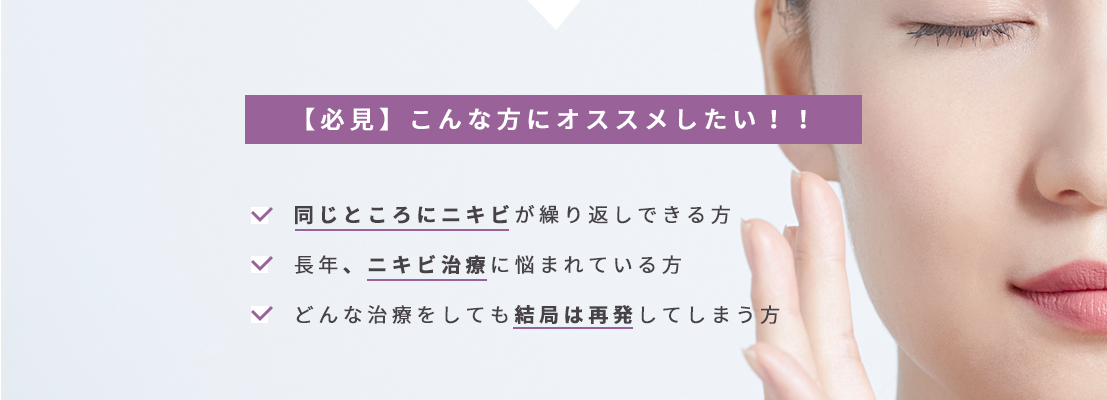 【必見】こんな方にオススメしたい！！
同じところにニキビが繰り返しできる方
長年、ニキビ治療に悩まれている方
どんな治療をしても結局は再発してしまう方